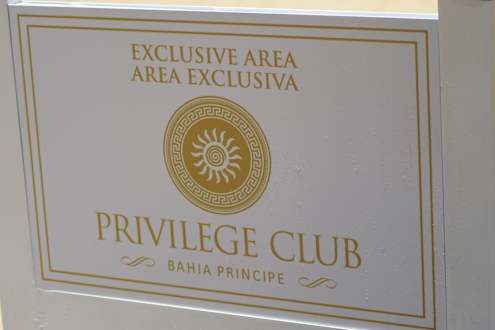 EXCLUSIVE AREA
AREA EXCLUSIVA
PRIVILEGE CLUB
BAHIA PRINCIPE